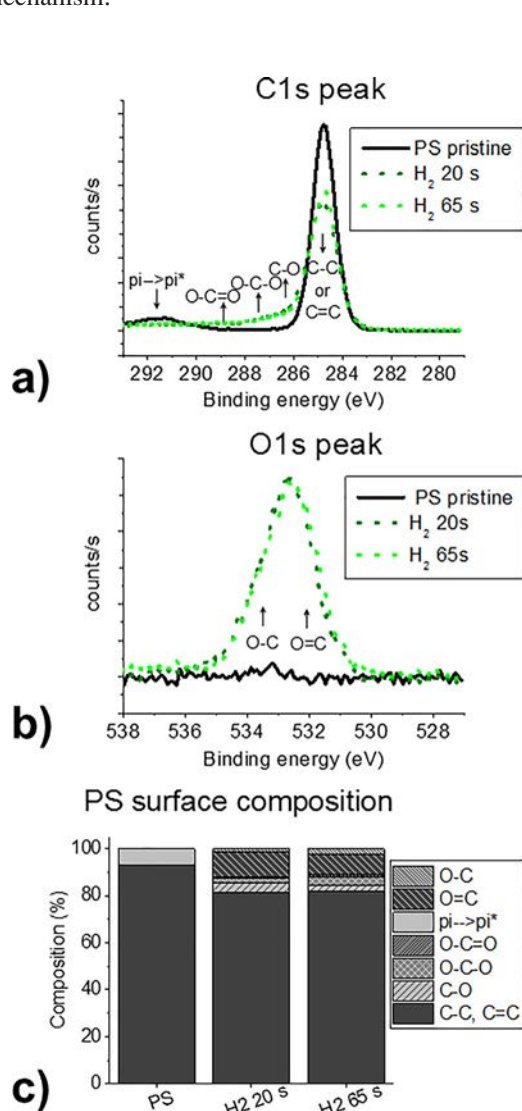 C1s peak
counts/s
PS pristine
H2 20 s
H2 65 s
pi-->pi*
O-C=O
O-C-O
C-O
C-C
or
C=C
292 290 288 286 284 282 280
Binding energy (eV)
a)
O1s peak
counts/s
PS pristine
H2 20s
H2 65s
O-C
O=C
538 536 534 532 530 528
Binding energy (eV)
b)
PS surface composition
Composition (%)
100
80
60
40
20
0
O-C
O=C
pi-->pi*
O-C=O
O-C-O
C-O
C-C, C=C
PS
H2 20 s
H2 65 s
c)